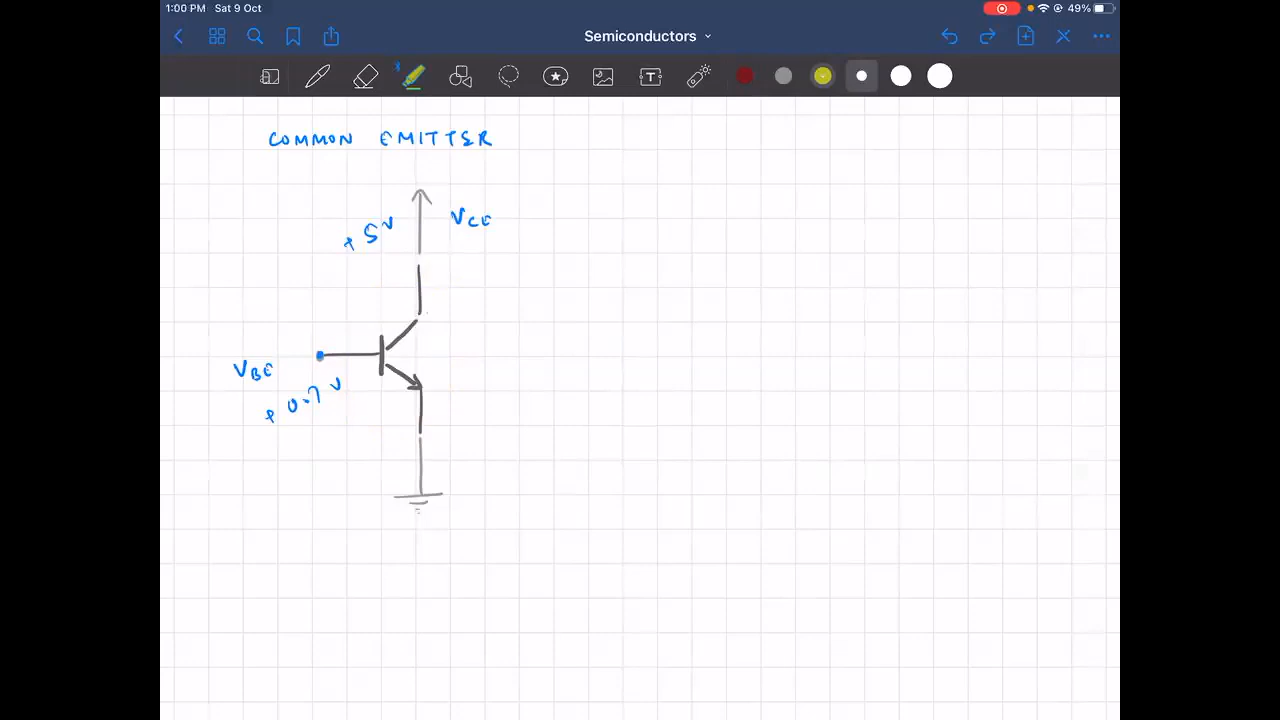 1:00 PM Sat 9 Oct
49%
Semiconductors
T
COMMON EMITTER
+5V
VCE
VBE
+0.7V